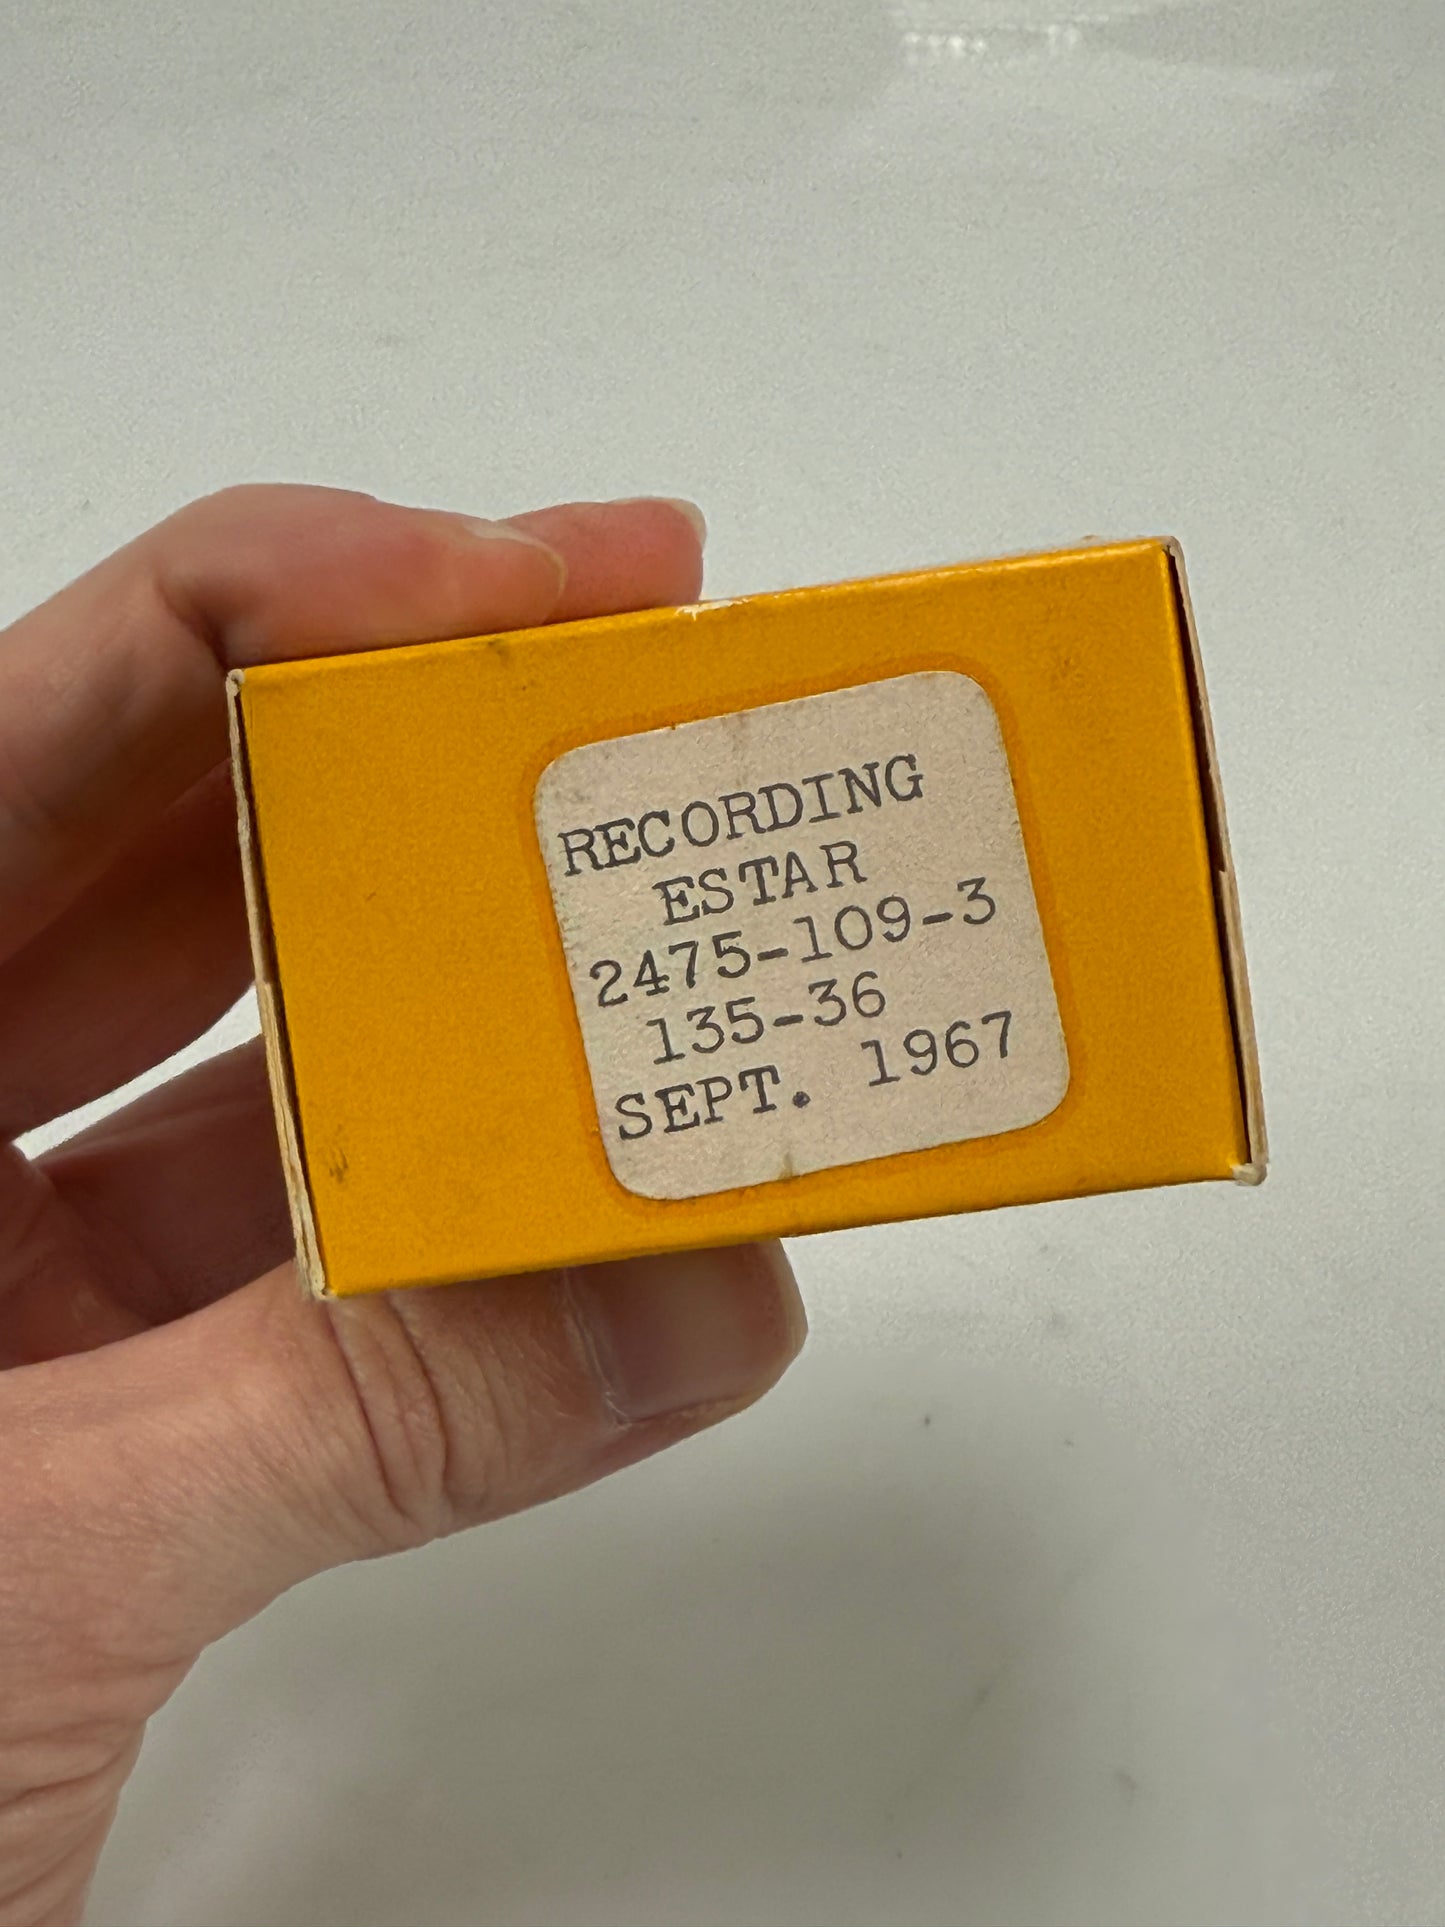 RECORDING
ESTAR
2475-109-3
135-36
SEPT. 1967